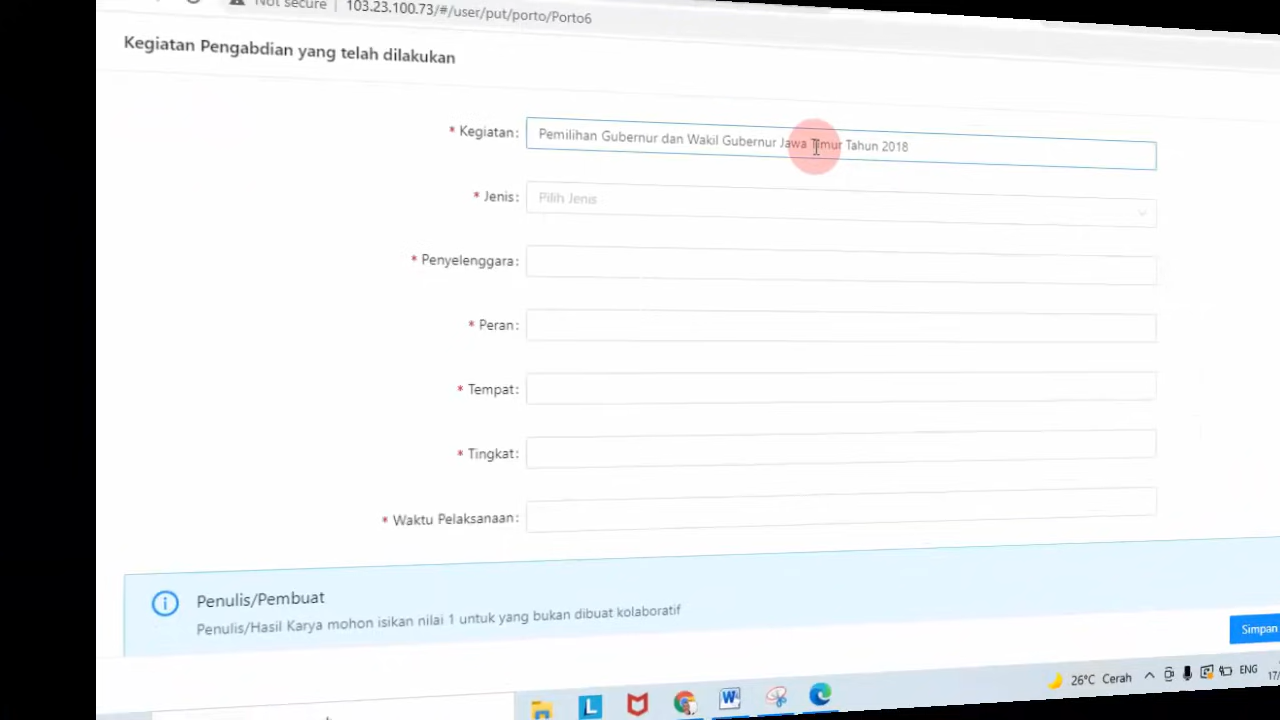 Not secure | 103.23.100.73/#/user/put/porto/Porto6
Kegiatan Pengabdian yang telah dilakukan
* Kegiatan: Pemilihan Gubernur dan Wakil Gubernur Jawa Timur Tahun 2018
* Jenis: Pilih Jenis
* Penyelenggara:
* Peran:
* Tempat:
* Tingkat:
* Waktu Pelaksanaan:
Penulis/Pembuat
Penulis/Hasil Karya mohon isikan nilai 1 untuk yang bukan dibuat kolaboratif
Simpan
26°C Cerah ENG 17/